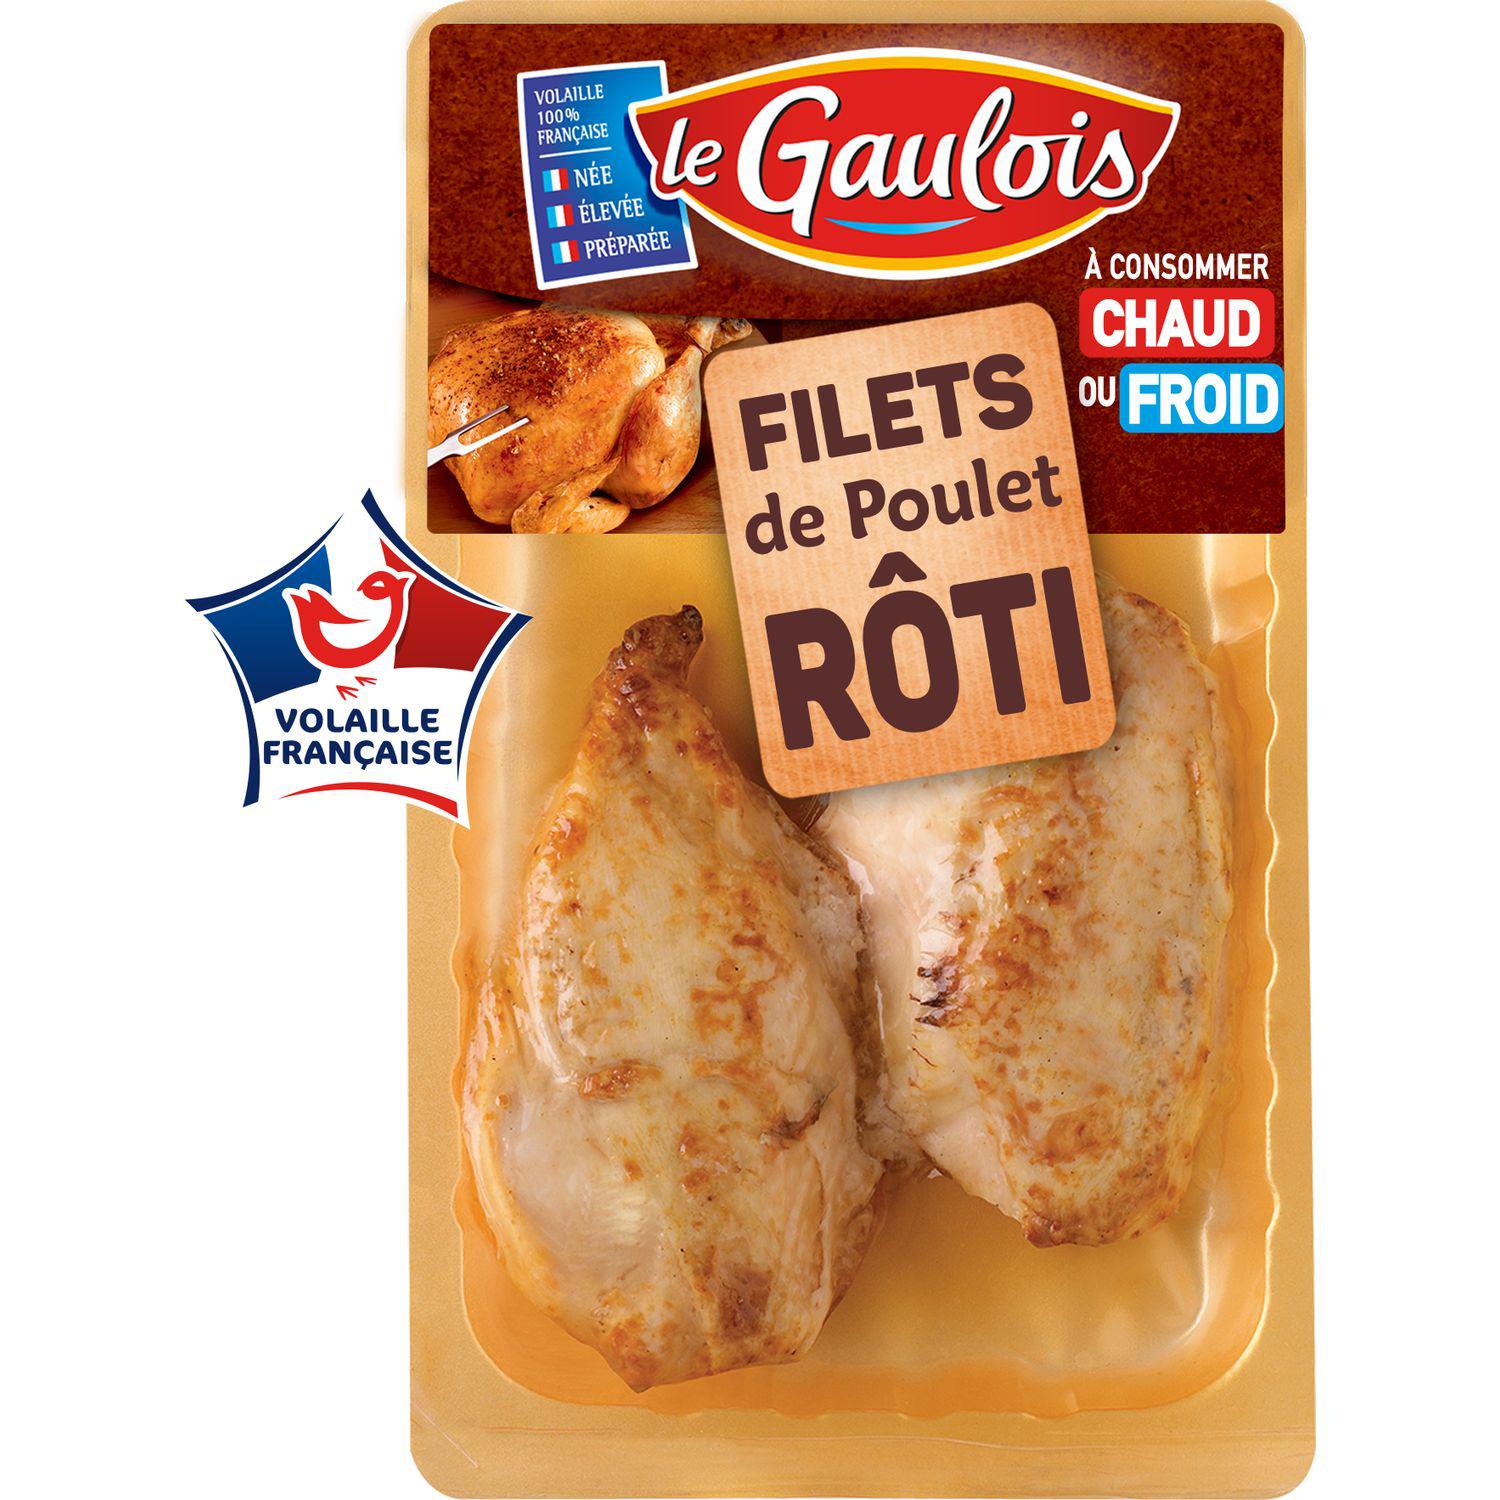 VOLAILLE
100%
FRANÇAISE
NÉE
ÉLEVÉE
PRÉPARÉE
le Gaulois
À CONSOMMER
CHAUD
OU FROID
FILETS
de Poulet
RÔTI
VOLAILLE
FRANÇAISE